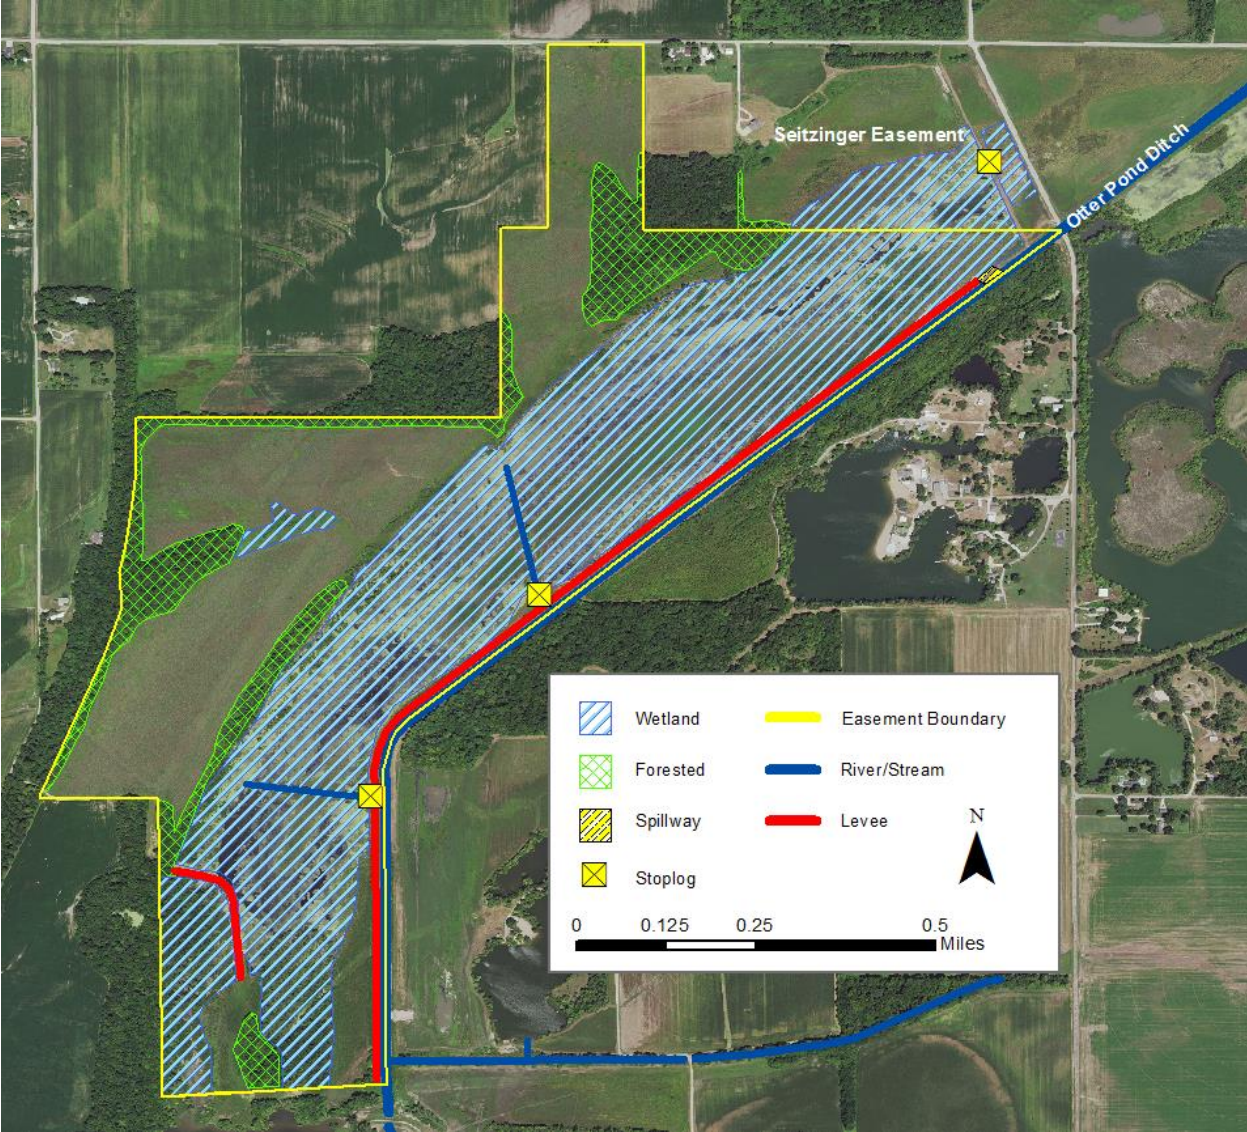 Seitzinger Easement
Otter Pond Ditch
Wetland
Easement Boundary
Forested
River/Stream
Spillway
Levee
Stoplog
N
0 0.125 0.25 0.5
Miles